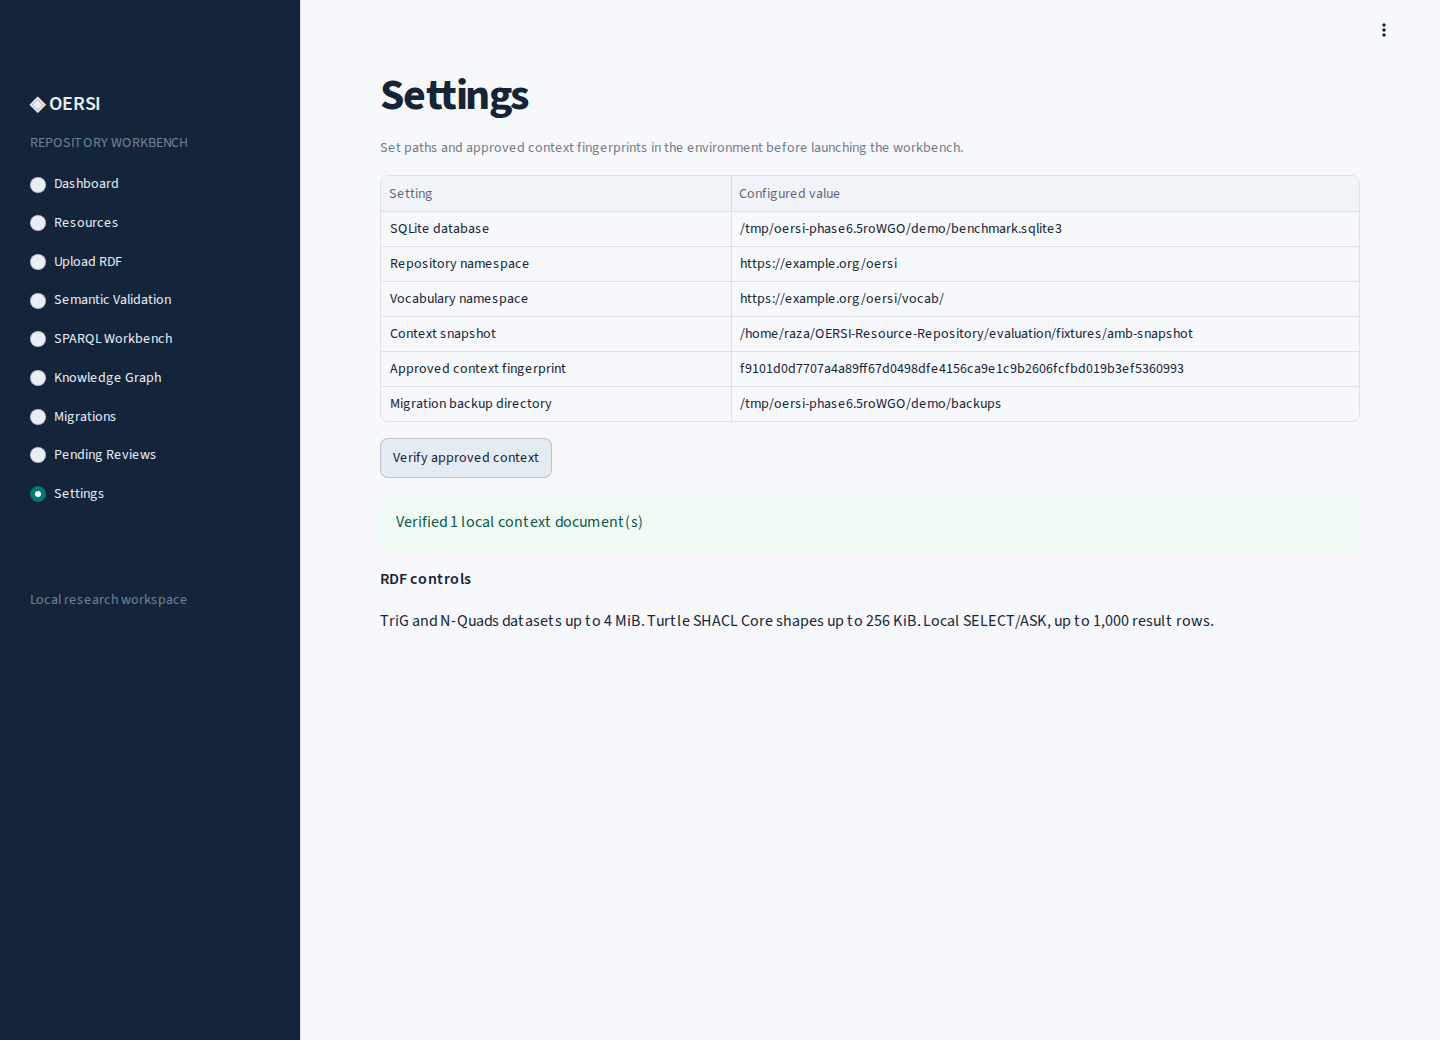 ◈ OERSI
REPOSITORY WORKBENCH
Dashboard
Resources
Upload RDF
Semantic Validation
SPARQL Workbench
Knowledge Graph
Migrations
Pending Reviews
Settings
Local research workspace
Settings
Set paths and approved context fingerprints in the environment before launching the workbench.
Setting Configured value
SQLite database /tmp/oersi-phase6.5roWGO/demo/benchmark.sqlite3
Repository namespace https://example.org/oersi
Vocabulary namespace https://example.org/oersi/vocab/
Context snapshot /home/raza/OERSI-Resource-Repository/evaluation/fixtures/amb-snapshot
Approved context fingerprint f9101d0d7707a4a89ff67d0498dfe4156ca9e1c9b2606fcfbd019b3ef5360993
Migration backup directory /tmp/oersi-phase6.5roWGO/demo/backups
Verify approved context
Verified 1 local context document(s)
RDF controls
TriG and N-Quads datasets up to 4 MiB. Turtle SHACL Core shapes up to 256 KiB. Local SELECT/ASK, up to 1,000 result rows.